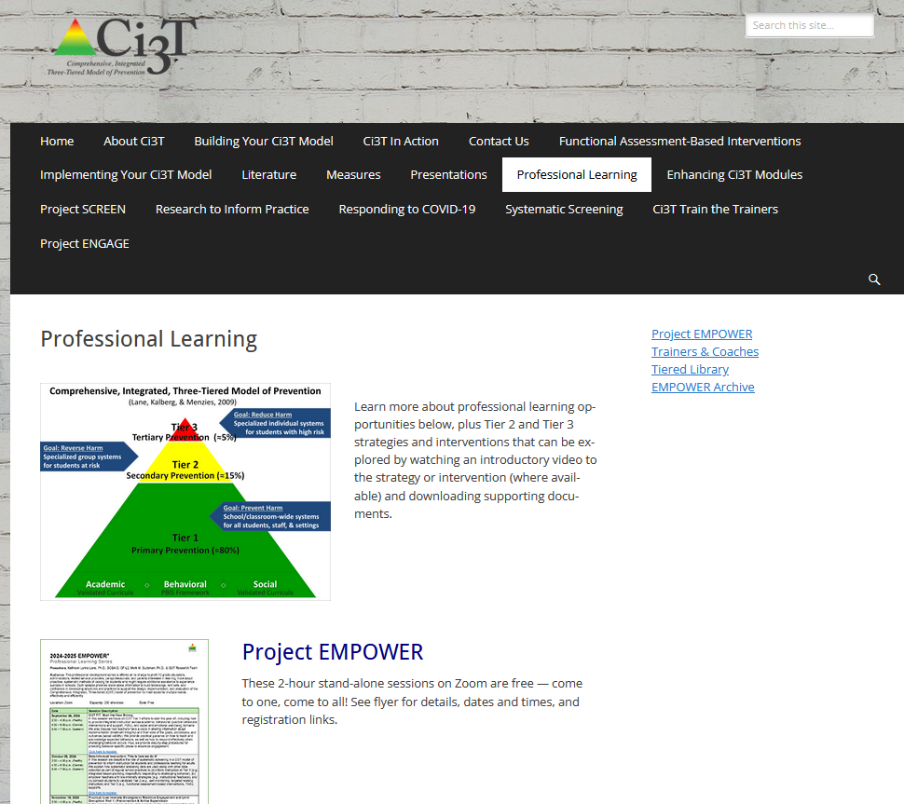 Search this site...
Ci3T
Comprehensive, Integrated
Three-Tiered Model of Prevention
Home About Ci3T Building Your Ci3T Model Ci3T In Action Contact Us Functional Assessment-Based Interventions
Implementing Your Ci3T Model Literature Measures Presentations Professional Learning Enhancing Ci3T Modules
Project SCREEN Research to Inform Practice Responding to COVID-19 Systematic Screening Ci3T Train the Trainers
Project ENGAGE
Professional Learning
Project EMPOWER
Trainers & Coaches
Tiered Library
EMPOWER Archive
Comprehensive, Integrated, Three-Tiered Model of Prevention
(Lane, Kalberg, & Menzies, 2009)
Goal: Reduce Harm
Specialized individual systems
for students with high risk
Tier 3
Tertiary Prevention (≈5%)
Goal: Reverse Harm
Specialized group systems
for students at risk
Tier 2
Secondary Prevention (≈15%)
Goal: Prevent Harm
School/classroom-wide systems
for all students, staff, & settings
Tier 1
Primary Prevention (≈80%)
Academic ◇ Behavioral ◇ Social
Validated Curricula PBIS Framework Validated Curricula
Learn more about professional learning op-
portunities below, plus Tier 2 and Tier 3
strategies and interventions that can be ex-
plored by watching an introductory video to
the strategy or intervention (where avail-
able) and downloading supporting docu-
ments.
2024-2025 EMPOWER
Professional Learning Series
Project EMPOWER
These 2-hour stand-alone sessions on Zoom are free — come
to one, come to all! See flyer for details, dates and times, and
registration links.